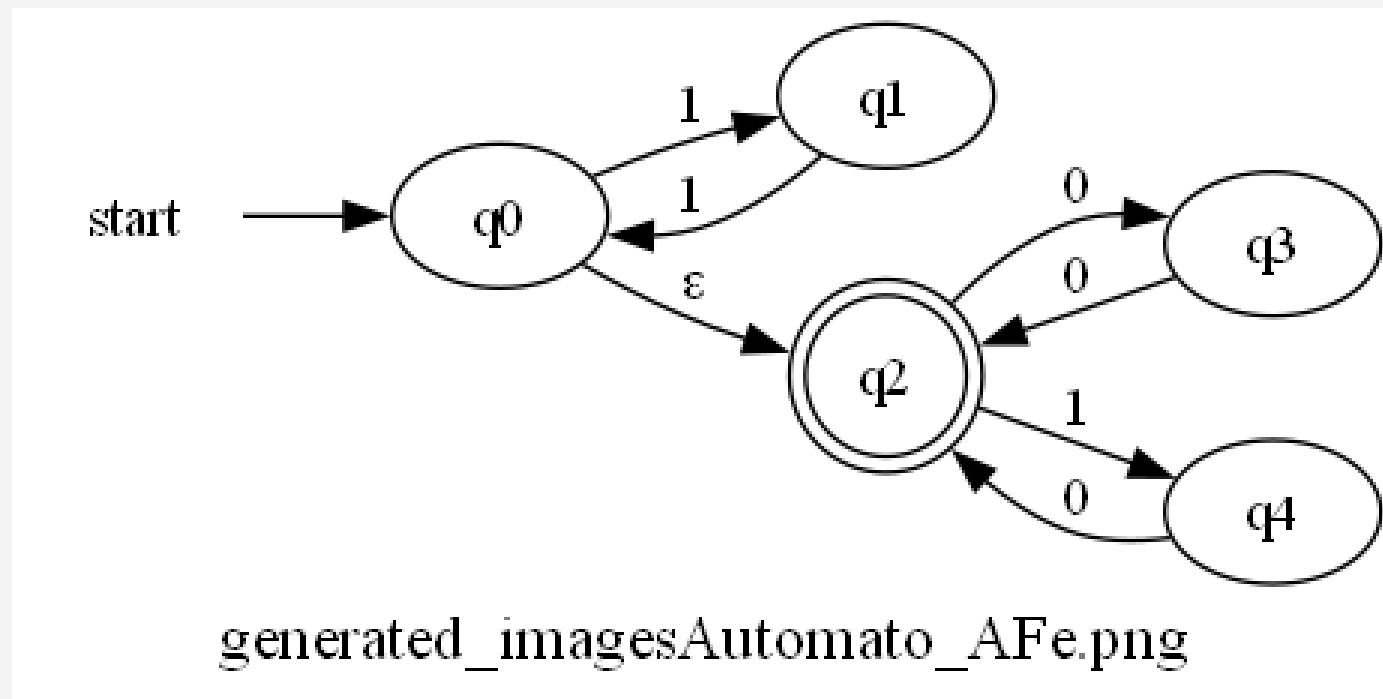 1
q1
1
0
start
q0
q3
ε
0
q2
1
0
q4
generated_imagesAutomato_AFe.png